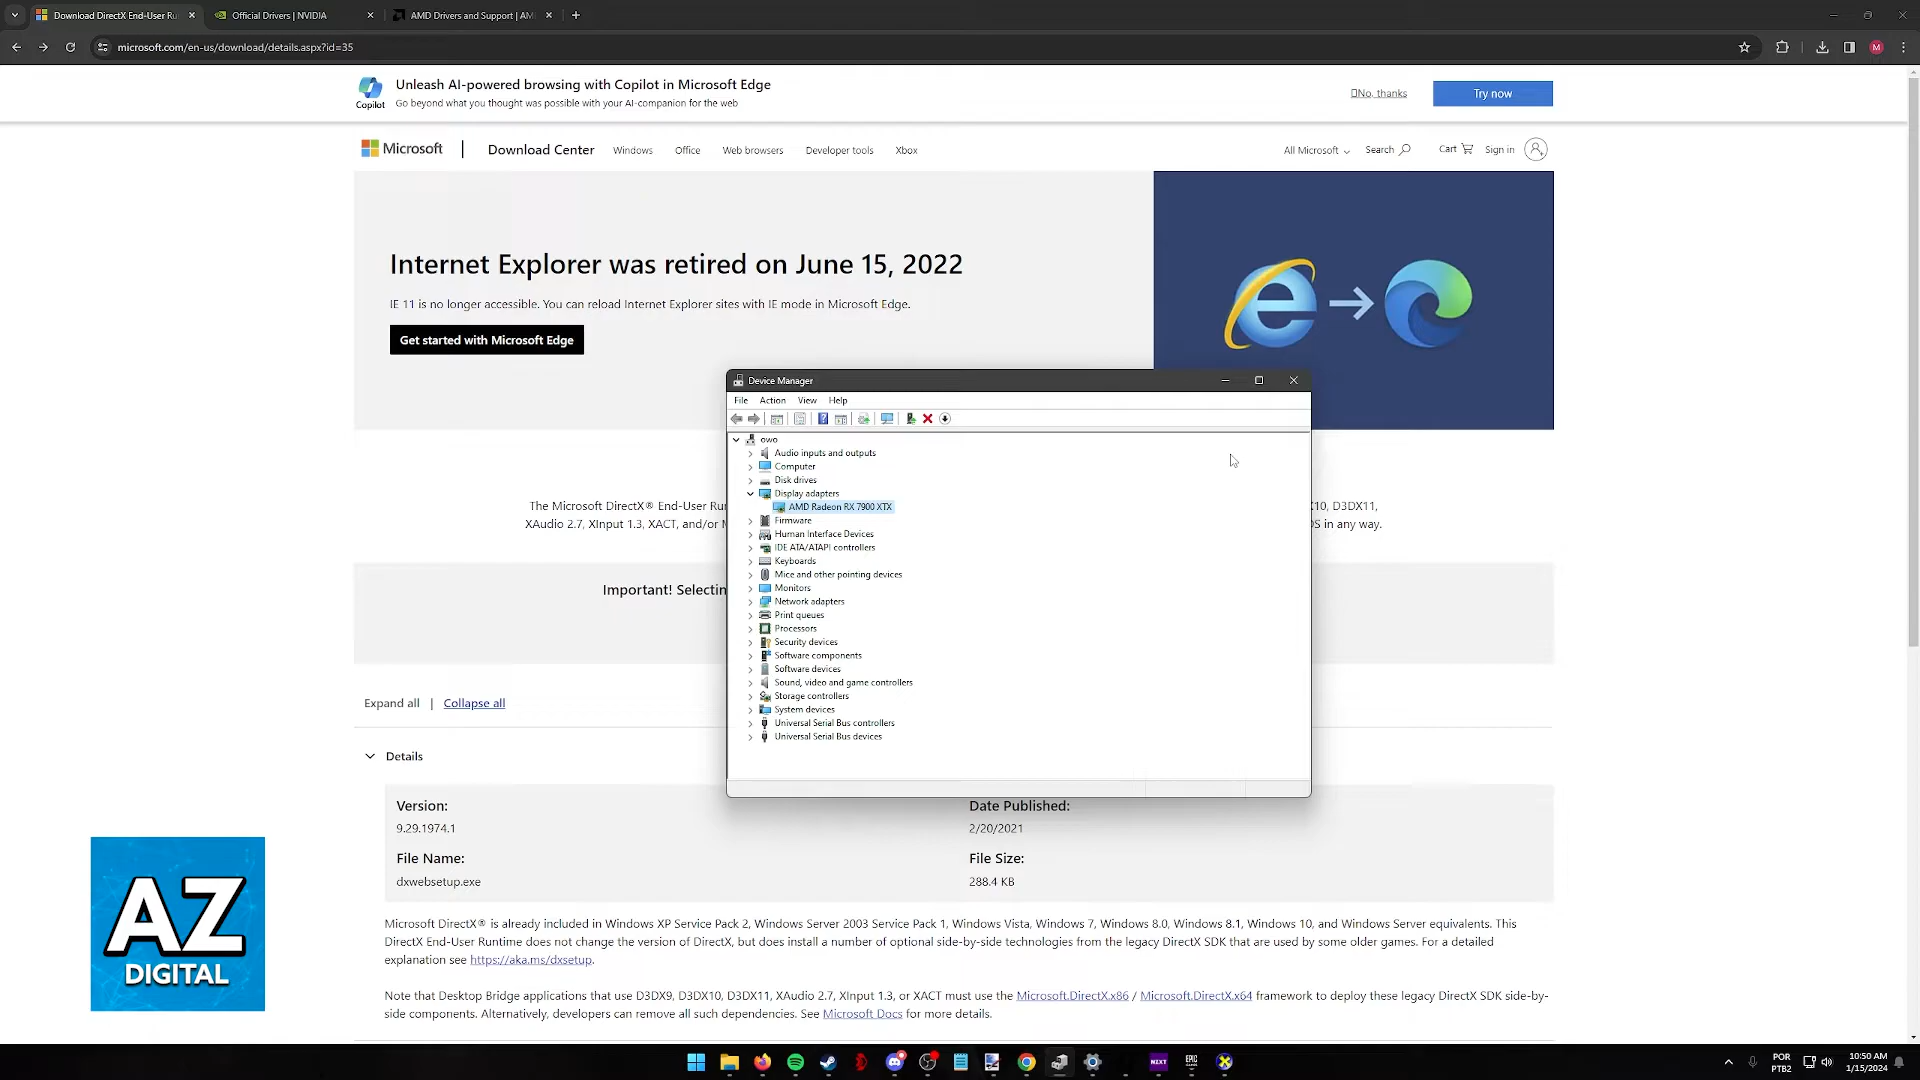 Download DirectX End-User Ru
Official Drivers | NVIDIA
AMD Drivers and Support | AM
microsoft.com/en-us/download/details.aspx?id=35
M
Copilot
Unleash AI-powered browsing with Copilot in Microsoft Edge
Go beyond what you thought was possible with your AI-companion for the web
No, thanks
Try now
Microsoft
Download Center
Windows
Office
Web browsers
Developer tools
Xbox
All Microsoft
Search
Cart
Sign in
Internet Explorer was retired on June 15, 2022
IE 11 is no longer accessible. You can reload Internet Explorer sites with IE mode in Microsoft Edge.
Get started with Microsoft Edge
Device Manager
File Action View Help
owo
Audio inputs and outputs
Computer
Disk drives
Display adapters
AMD Radeon RX 7900 XTX
Firmware
Human Interface Devices
IDE ATA/ATAPI controllers
Keyboards
Mice and other pointing devices
Monitors
Network adapters
Print queues
Processors
Security devices
Software components
Software devices
Sound, video and game controllers
Storage controllers
System devices
Universal Serial Bus controllers
Universal Serial Bus devices
The Microsoft DirectX® End-User Ru
10, D3DX11,
XAudio 2.7, XInput 1.3, XACT, and/or M
OS in any way.
Important! Selectin
Expand all | Collapse all
Details
Version:
9.29.1974.1
Date Published:
2/20/2021
File Name:
dxwebsetup.exe
File Size:
288.4 KB
Microsoft DirectX® is already included in Windows XP Service Pack 2, Windows Server 2003 Service Pack 1, Windows Vista, Windows 7, Windows 8.0, Windows 8.1, Windows 10, and Windows Server equivalents. This
DirectX End-User Runtime does not change the version of DirectX, but does install a number of optional side-by-side technologies from the legacy DirectX SDK that are used by some older games. For a detailed
explanation see https://aka.ms/dxsetup.
Note that Desktop Bridge applications that use D3DX9, D3DX10, D3DX11, XAudio 2.7, XInput 1.3, or XACT must use the Microsoft.DirectX.x86 / Microsoft.DirectX.x64 framework to deploy these legacy DirectX SDK side-by-
side components. Alternatively, developers can remove all such dependencies. See Microsoft Docs for more details.
AZ
DIGITAL
NEXT
EPIC
POR
PTB2
10:50 AM
1/15/2024